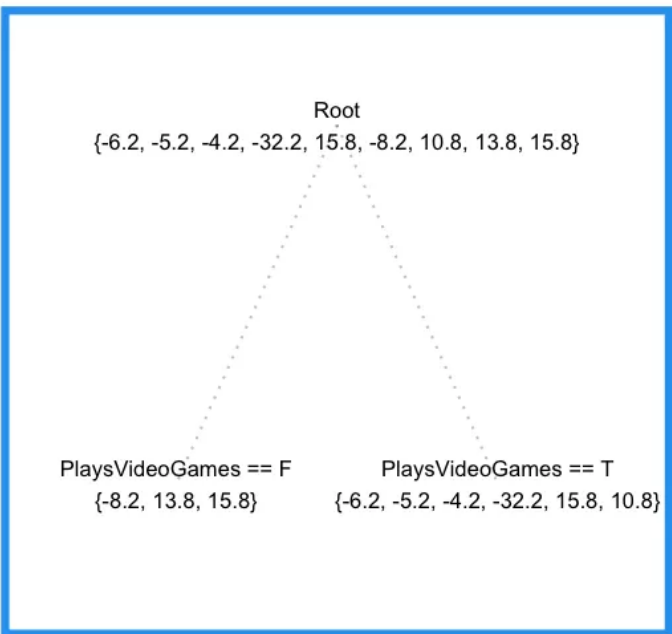 Root
{-6.2, -5.2, -4.2, -32.2, 15.8, -8.2, 10.8, 13.8, 15.8}
PlaysVideoGames == F
PlaysVideoGames == T
{-8.2, 13.8, 15.8}
{-6.2, -5.2, -4.2, -32.2, 15.8, 10.8}